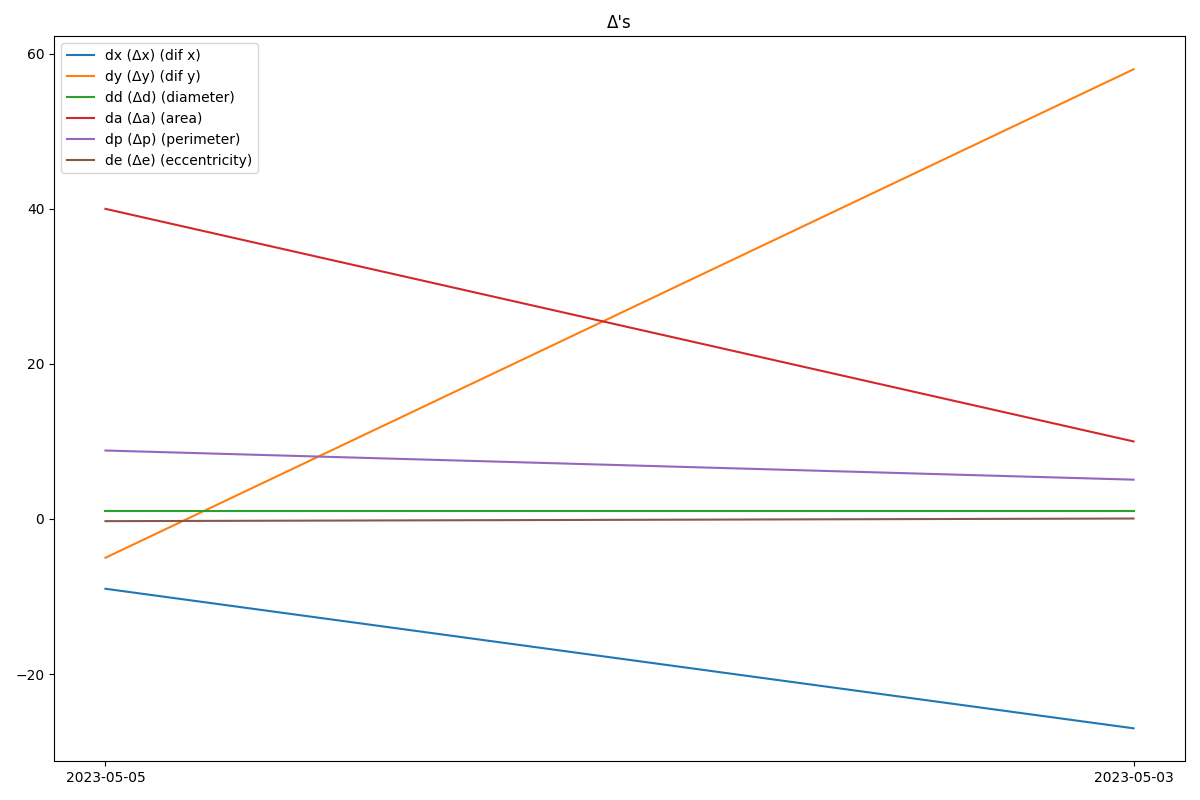 Δ's
dx (Δx) (dif x)
dy (Δy) (dif y)
dd (Δd) (diameter)
da (Δa) (area)
dp (Δp) (perimeter)
de (Δe) (eccentricity)
60
40
20
0
−20
2023-05-05
2023-05-03